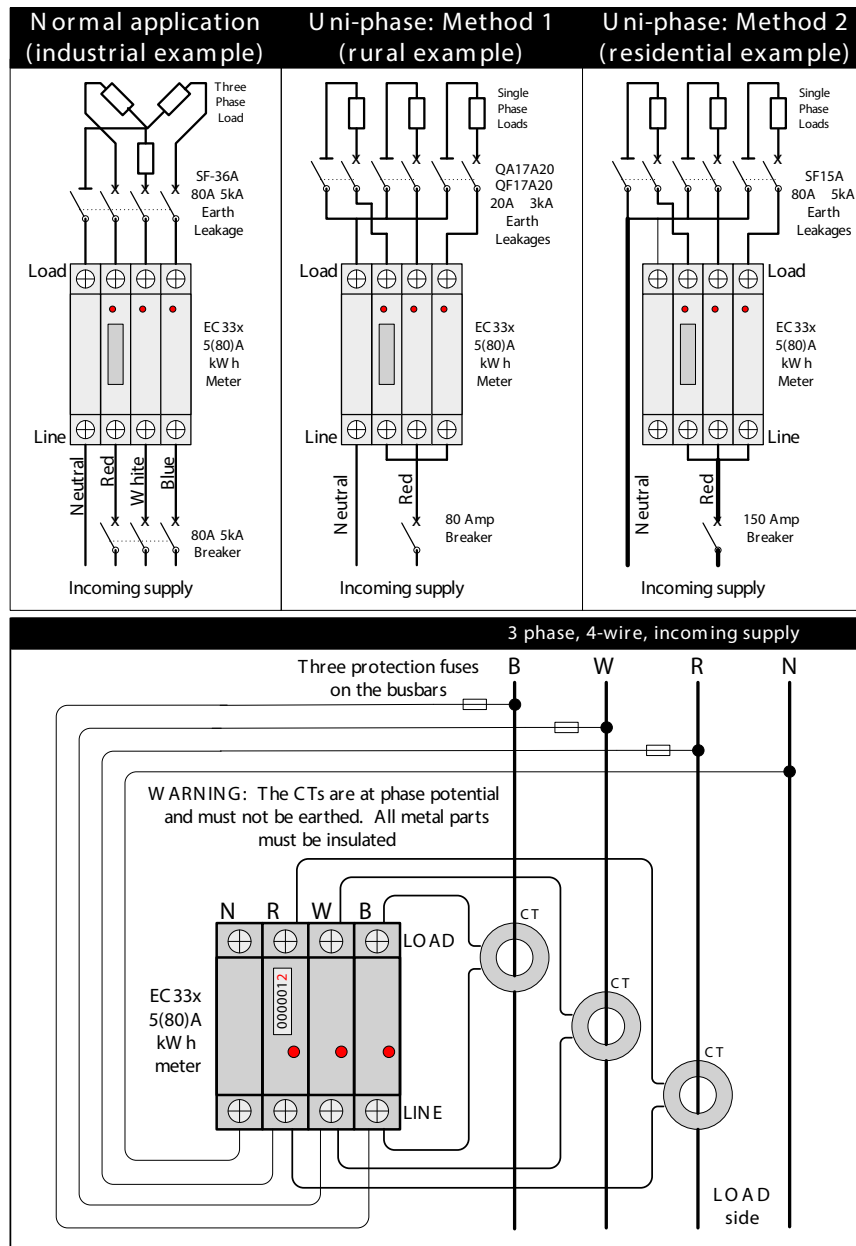 Normal application
(industrial example)
Three
Phase
Load
SF-36A
80A 5kA
Earth
Leakage
Load
EC33x
5(80)A
kWh
Meter
Line
Neutral
Red
White
Blue
80A 5kA
Breaker
Incoming supply
Uni-phase: Method 1
(rural example)
Single
Phase
Loads
QA17A20
QF17A20
20A 3kA
Earth
Leakages
Load
EC33x
5(80)A
kWh
Meter
Line
Neutral
Red
80 Amp
Breaker
Incoming supply
Uni-phase: Method 2
(residential example)
Single
Phase
Loads
SF15A
80A 5kA
Earth
Leakages
Load
EC33x
5(80)A
kWh
Meter
Line
Neutral
Red
150 Amp
Breaker
Incoming supply
3 phase, 4-wire, incoming supply
Three protection fuses
on the busbars
B W R N
WARNING: The CTs are at phase potential
and must not be earthed. All metal parts
must be insulated
N R W B
LOAD
CT
CT
CT
EC33x
5(80)A
kWh
meter
0000012
LINE
LOAD
side